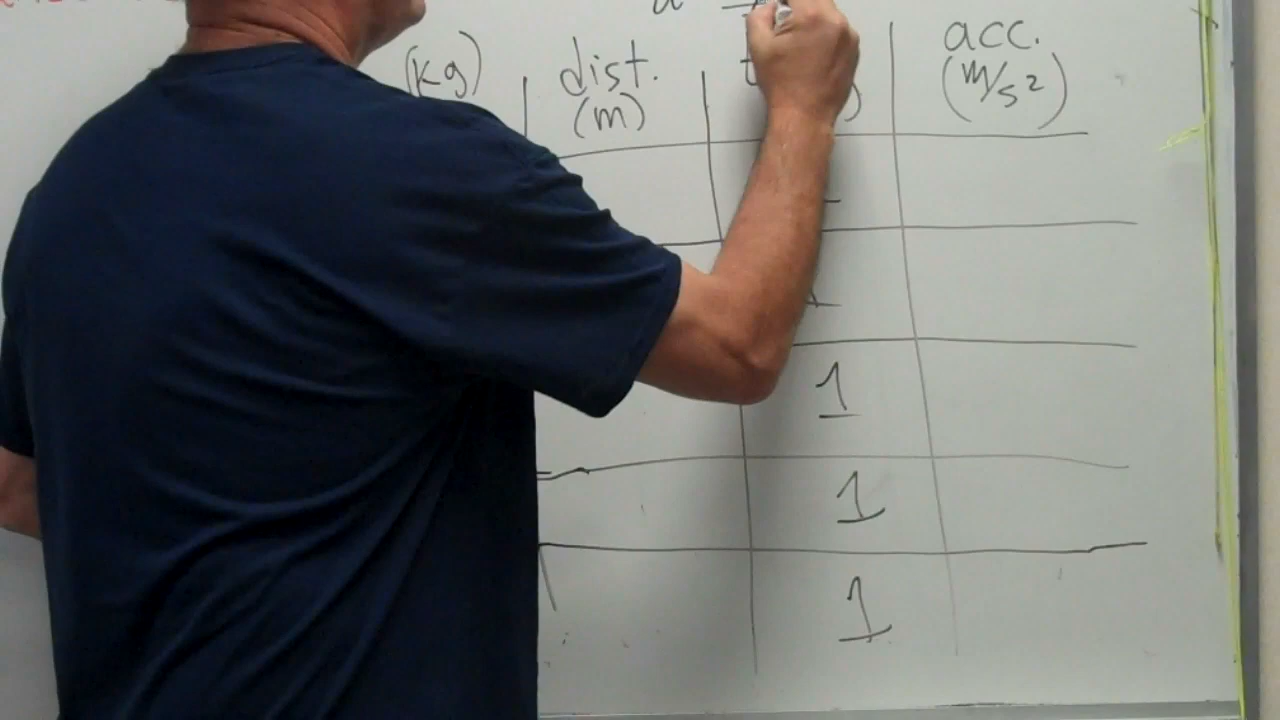 d
(kg) dist. t acc.
(m) ) (m/s²)
1
1
1